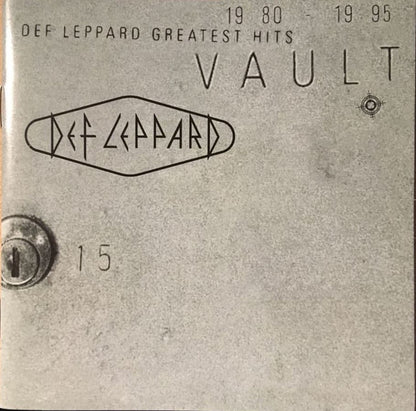 19 80 - 19 95
DEF LEPPARD GREATEST HITS
VAULT
DEF LEPPARD
15